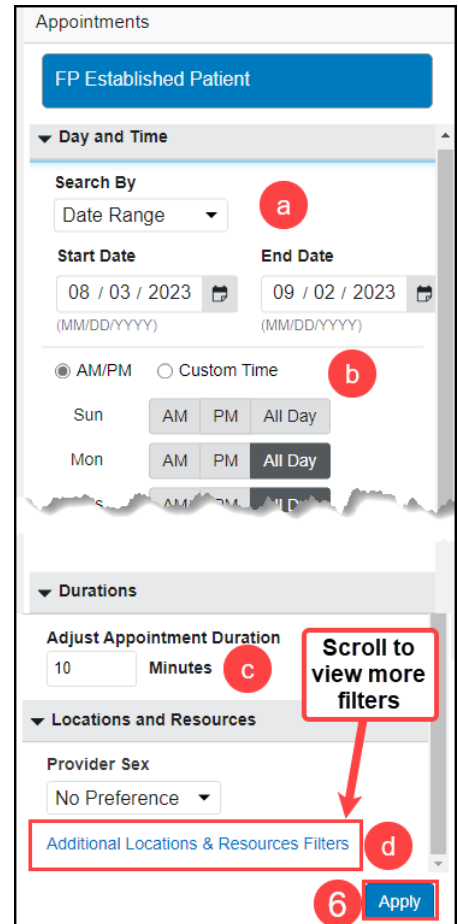 Appointments
FP Established Patient
Day and Time
Search By
Date Range
a
Start Date End Date
08 / 03 / 2023 09 / 02 / 2023
(MM/DD/YYYY) (MM/DD/YYYY)
AM/PM Custom Time
b
Sun AM PM All Day
Mon AM PM All Day
Durations
Adjust Appointment Duration
10 Minutes
c
Scroll to
view more
filters
Locations and Resources
Provider Sex
No Preference
Additional Locations & Resources Filters
d
6 Apply